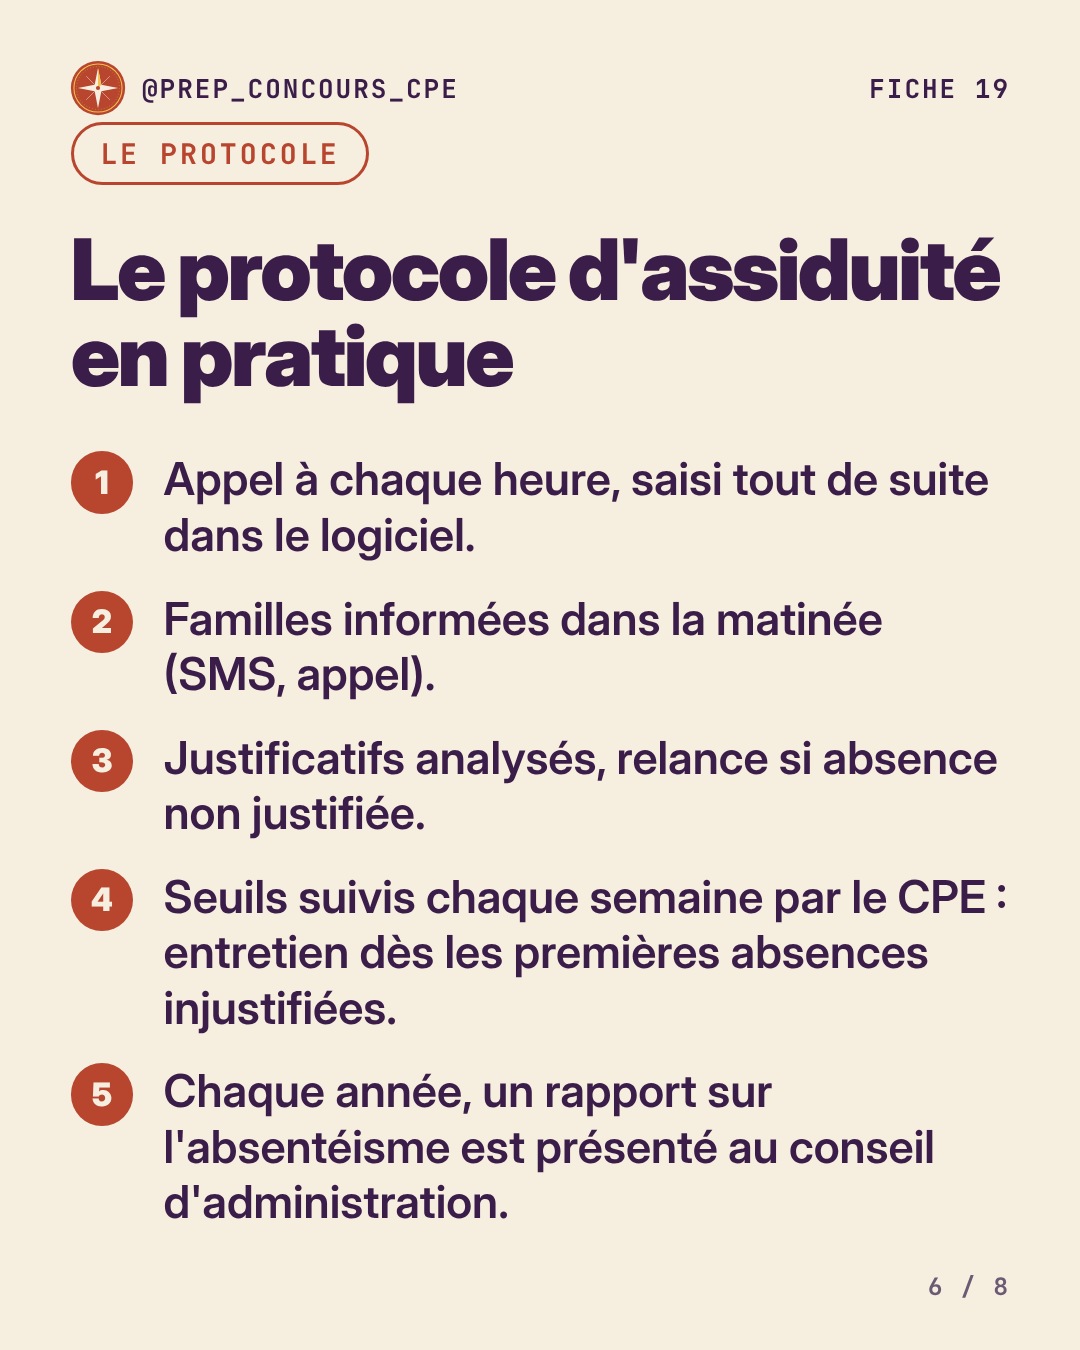 @PREP_CONCOURS_CPE
FICHE 19
LE PROTOCOLE
Le protocole d'assiduité
en pratique
1 Appel à chaque heure, saisi tout de suite
dans le logiciel.
2 Familles informées dans la matinée
(SMS, appel).
3 Justificatifs analysés, relance si absence
non justifiée.
4 Seuils suivis chaque semaine par le CPE :
entretien dès les premières absences
injustifiées.
5 Chaque année, un rapport sur
l'absentéisme est présenté au conseil
d'administration.
6 / 8